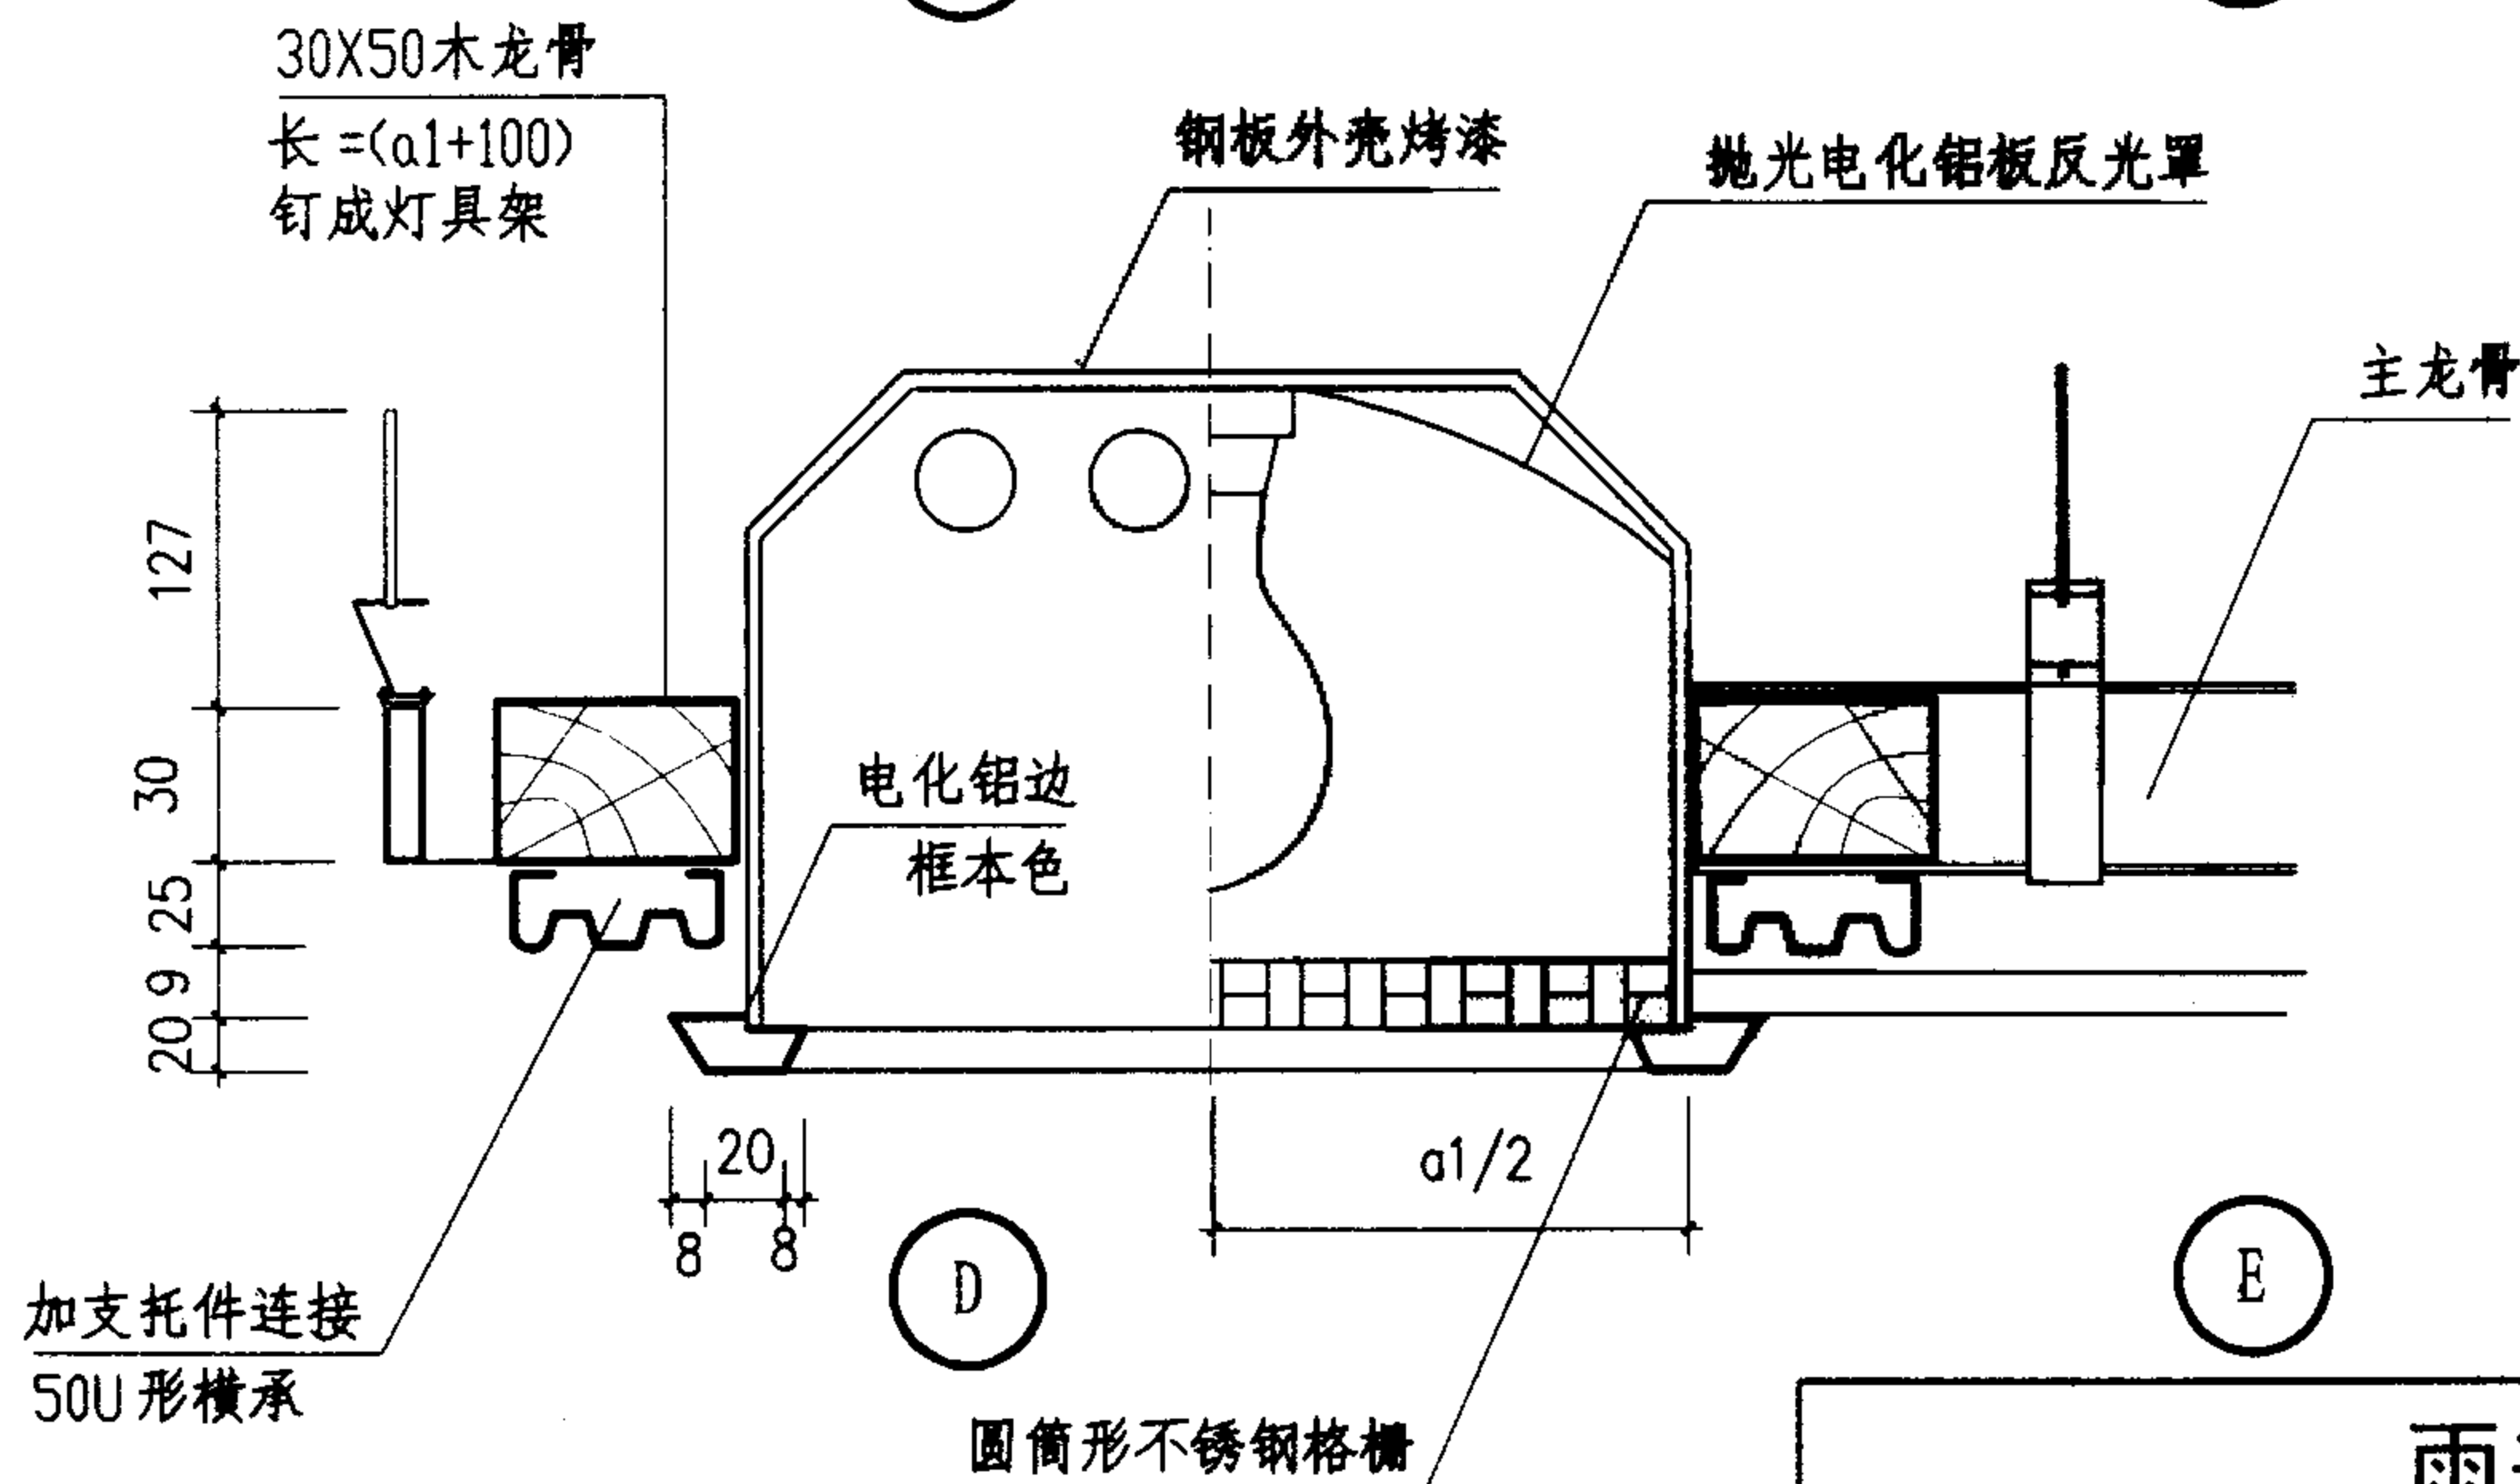 30X50木龙骨
长=(a1+100)
钉成灯具架
钢板外壳烤漆
抛光电化铝板反光罩
主龙骨
127
30
25
9
20
电化铝边
框本色
20
8
8
a1/2
D
E
加支托件连接
50U形横承
圆筒形不锈钢格栅
雨